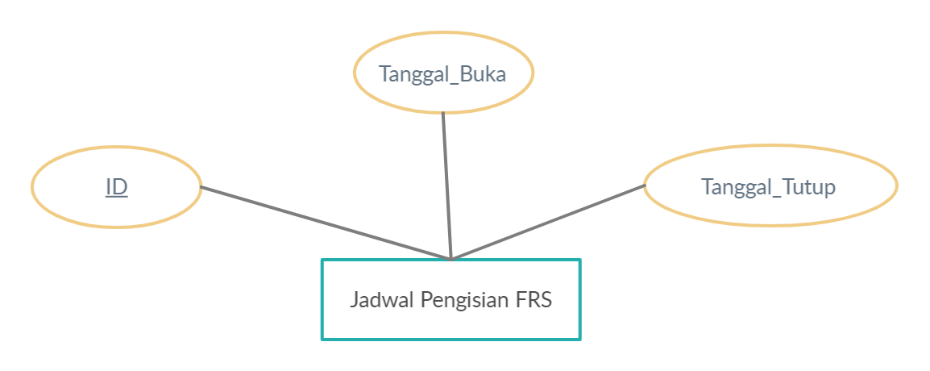 Tanggal_Buka
ID
Tanggal_Tutup
Jadwal Pengisian FRS